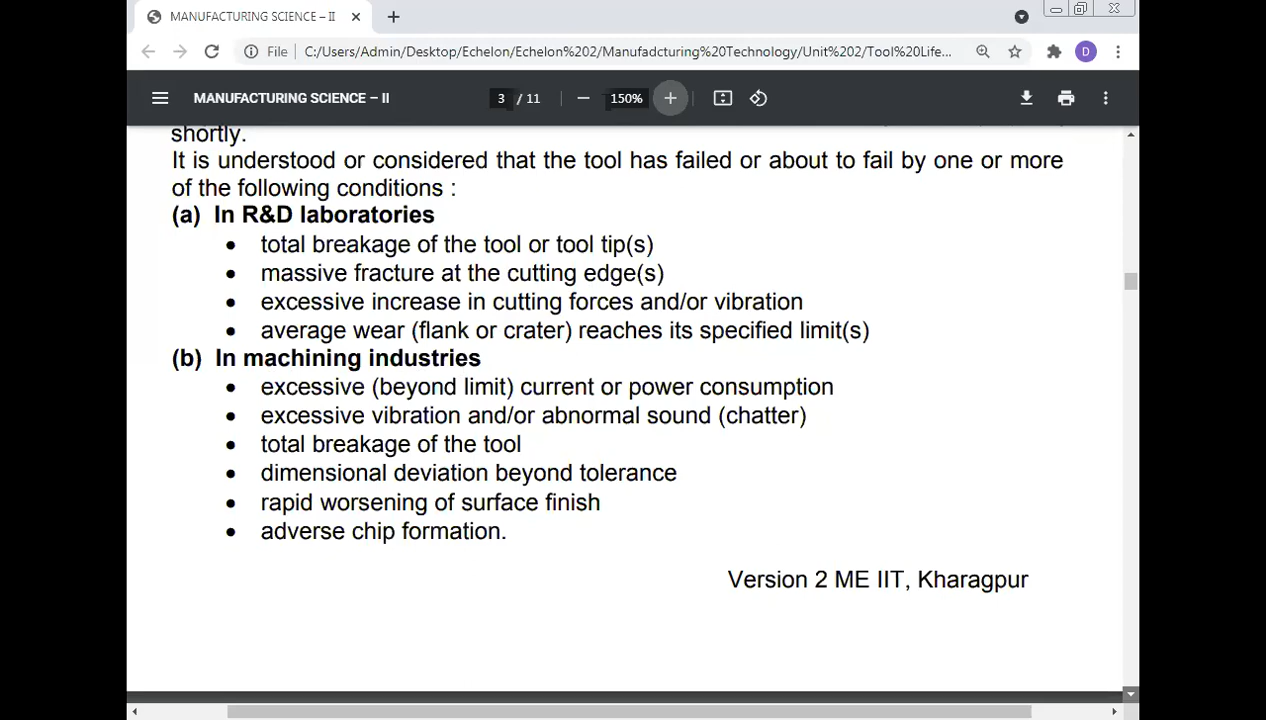 MANUFACTURING SCIENCE – II
File C:/Users/Admin/Desktop/Echelon/Echelon%202/Manufadcturing%20Technology/Unit%202/Tool%20Life... D
MANUFACTURING SCIENCE – II 3 / 11 150%
shortly.
It is understood or considered that the tool has failed or about to fail by one or more
of the following conditions :
(a) In R&D laboratories
• total breakage of the tool or tool tip(s)
• massive fracture at the cutting edge(s)
• excessive increase in cutting forces and/or vibration
• average wear (flank or crater) reaches its specified limit(s)
(b) In machining industries
• excessive (beyond limit) current or power consumption
• excessive vibration and/or abnormal sound (chatter)
• total breakage of the tool
• dimensional deviation beyond tolerance
• rapid worsening of surface finish
• adverse chip formation.
Version 2 ME IIT, Kharagpur